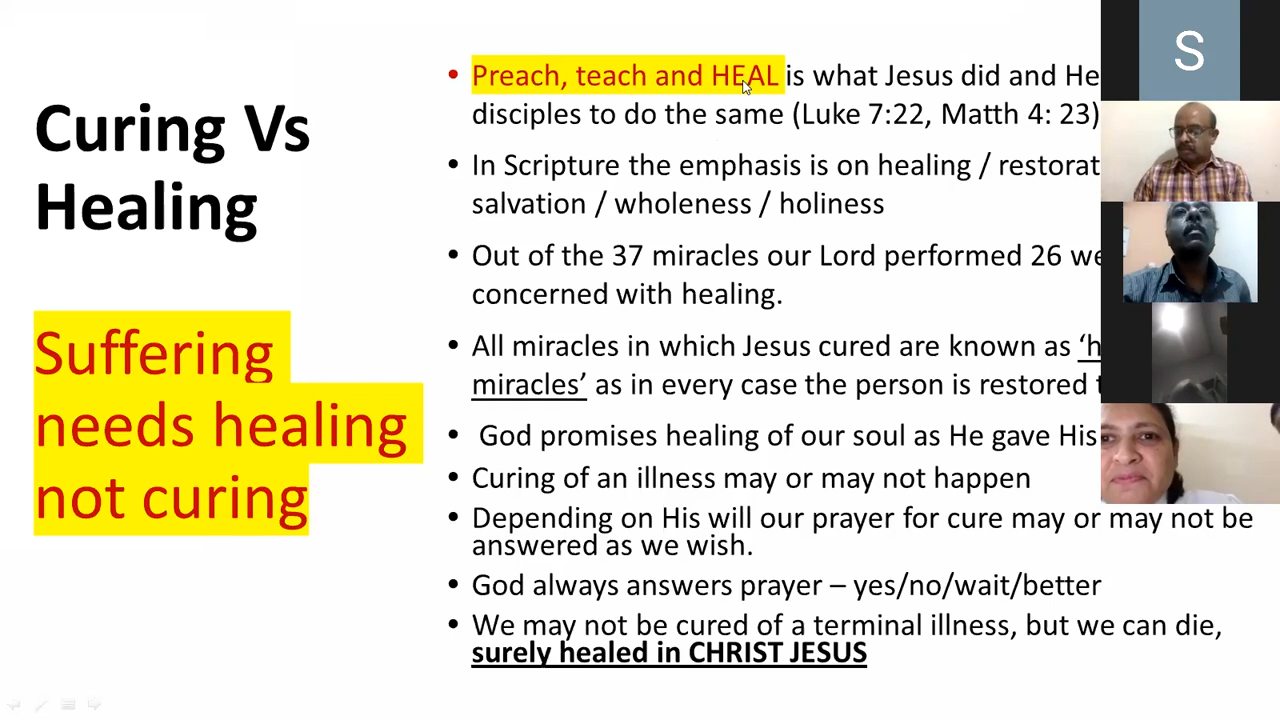 Curing Vs
Healing
Suffering
needs healing
not curing
• Preach, teach and HEAL is what Jesus did and He
disciples to do the same (Luke 7:22, Matth 4: 23)
• In Scripture the emphasis is on healing / restorat
salvation / wholeness / holiness
• Out of the 37 miracles our Lord performed 26 we
concerned with healing.
• All miracles in which Jesus cured are known as ‘h
miracles’ as in every case the person is restored t
• God promises healing of our soul as He gave His
• Curing of an illness may or may not happen
• Depending on His will our prayer for cure may or may not be
answered as we wish.
• God always answers prayer – yes/no/wait/better
• We may not be cured of a terminal illness, but we can die,
surely healed in CHRIST JESUS
S